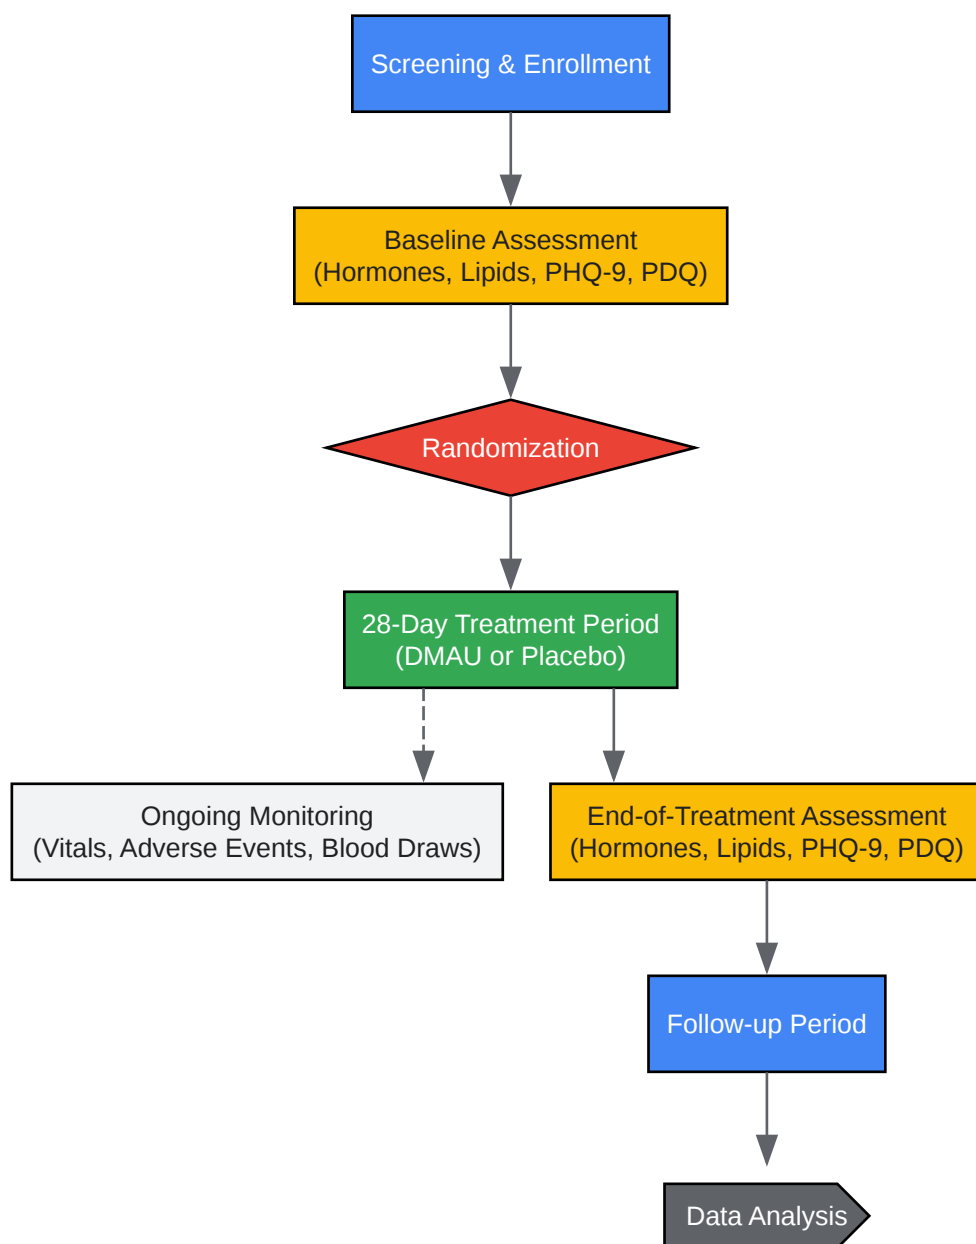 Screening & Enrollment
Baseline Assessment
(Hormones, Lipids, PHQ-9, PDQ)
Randomization
28-Day Treatment Period
(DMAU or Placebo)
Ongoing Monitoring
(Vitals, Adverse Events, Blood Draws)
End-of-Treatment Assessment
(Hormones, Lipids, PHQ-9, PDQ)
Follow-up Period
Data Analysis